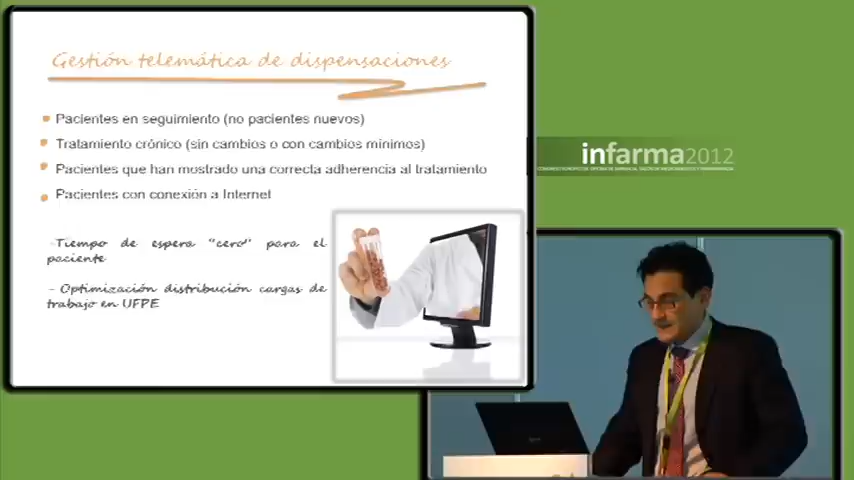 Gestión telemática de dispensaciones
Pacientes en seguimiento (no pacientes nuevos)
Tratamiento crónico (sin cambios o con cambios mínimos)
Pacientes que han mostrado una correcta adherencia al tratamiento
Pacientes con conexión a Internet
-Tiempo de espera "cero" para el
paciente
- Optimización distribución cargas de
trabajo en UFPE
infarma2012